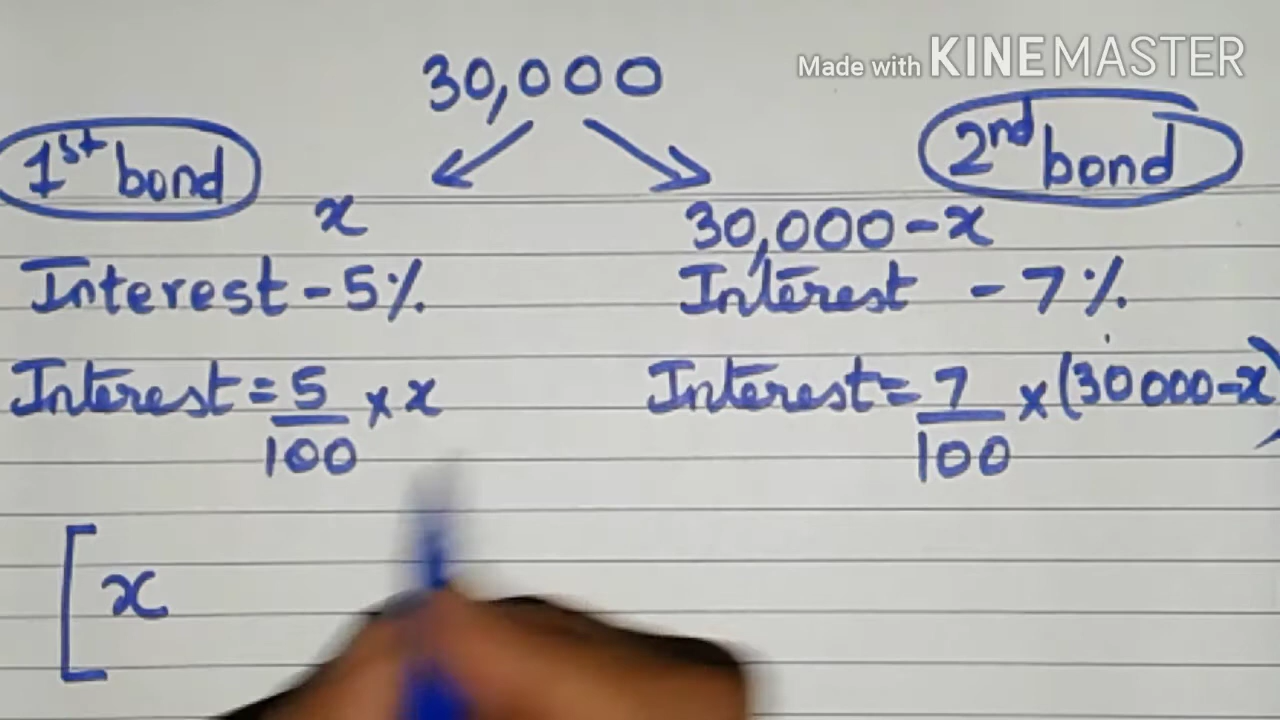 Made with KINEMASTER
30,000
1st bond
2nd bond
x
30,000-x
Interest - 5%
Interest - 7%
Interest = 5/100 × x
Interest = 7/100 × (30000-x)
[ x